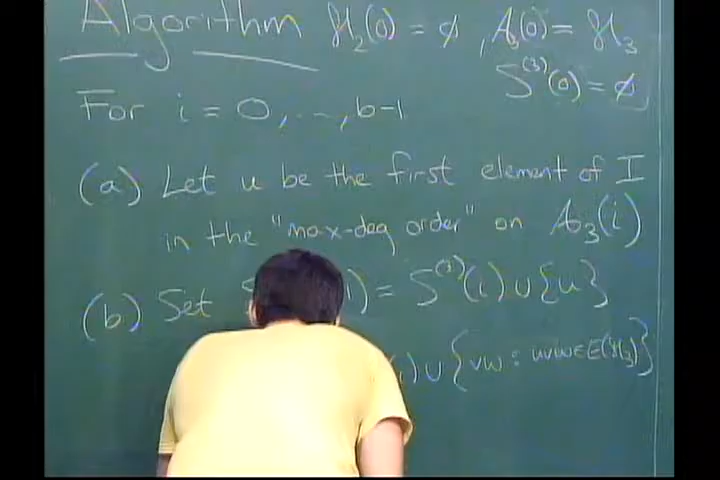 Algorithm ℋ₂(0) = ∅, A₃(0) = ℋ₃
S⁽³⁾(0) = ∅
For i = 0, ..., b-1
(a) Let u be the first element of I
in the "max-deg order" on A₃(i)
(b) Set 1) = S⁽³⁾(i) ∪ {u}
i) ∪ {vw : uvw ∈ E(ℋ₃)}